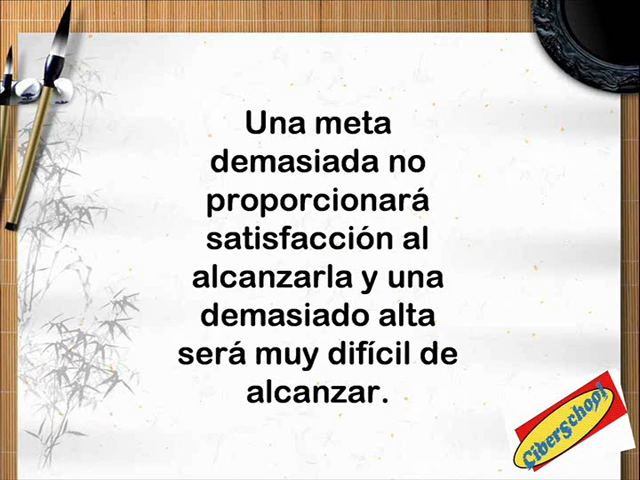 Una meta
demasiada no
proporcionará
satisfacción al
alcanzarla y una
demasiado alta
será muy difícil de
alcanzar.
CiberSchool